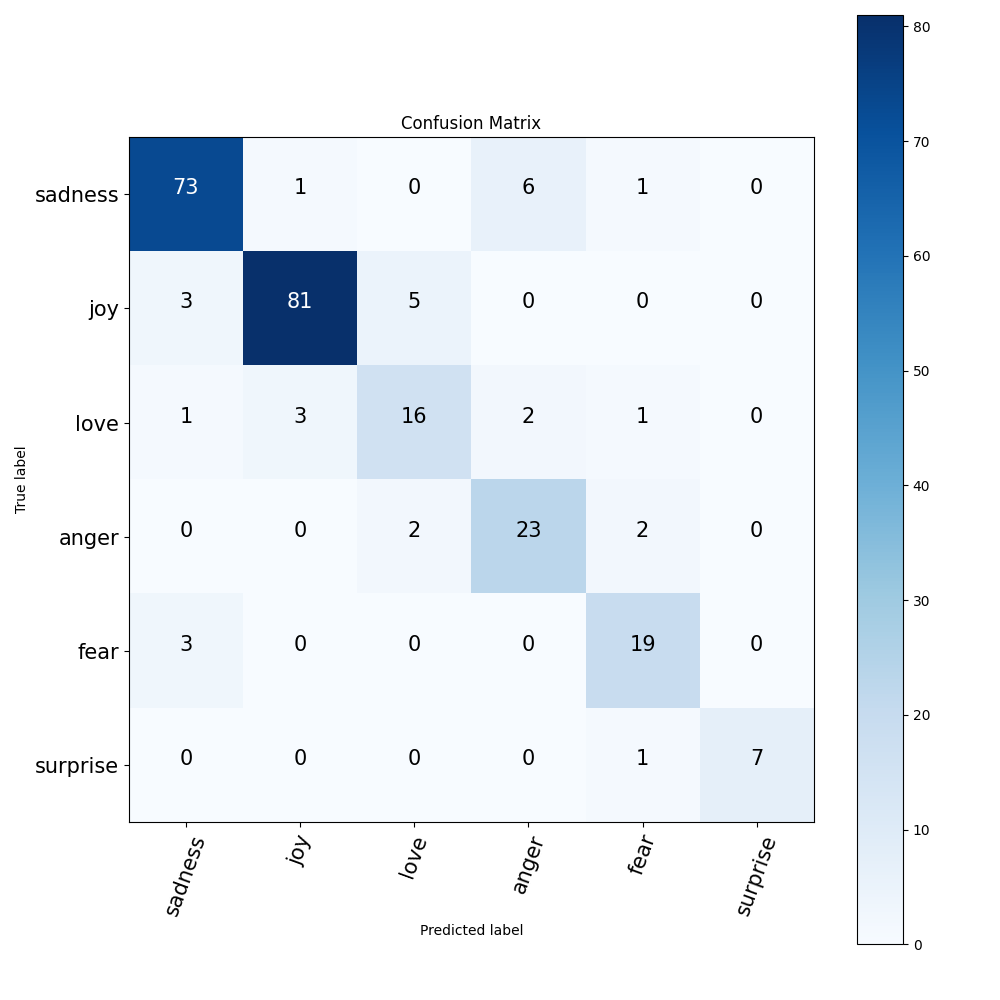 Confusion Matrix
sadness 73 1 0 6 1 0
joy 3 81 5 0 0 0
love 1 3 16 2 1 0
anger 0 0 2 23 2 0
fear 3 0 0 0 19 0
surprise 0 0 0 0 1 7
sadness joy love anger fear surprise
Predicted label
True label
80
70
60
50
40
30
20
10
0